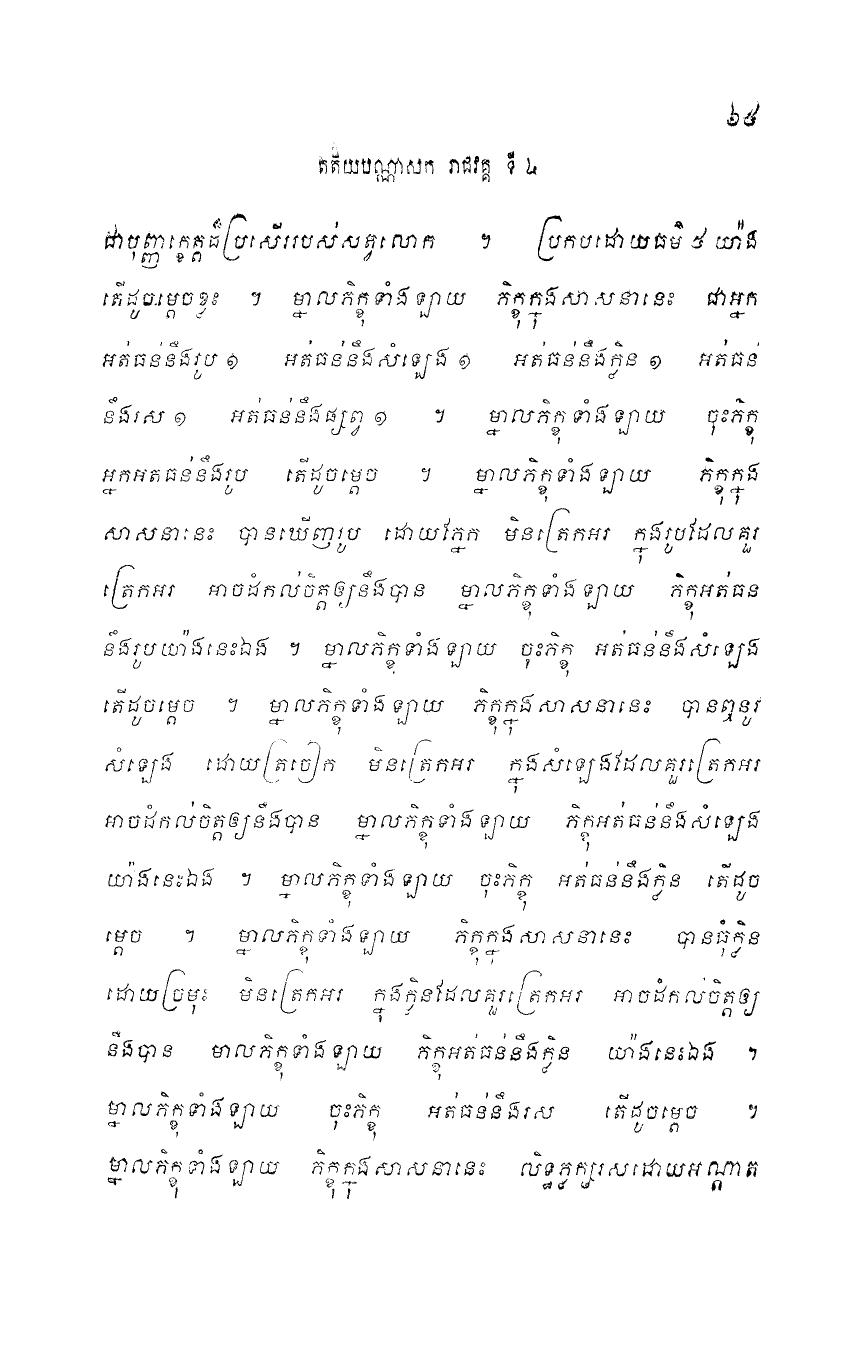 ៦៥
តតិយបណ្ណាសក រាជវគ្គ ទី ៤
ជាបុញ្ញក្ខេត្តដ៏ប្រសើររបស់សត្វលោក ។ ប្រកបដោយធម៌ ៥ យ៉ាង
តើដូចម្តេចខ្លះ ។ ម្នាលភិក្ខុទាំងឡាយ ភិក្ខុក្នុងសាសនានេះ ជាអ្នក
អត់ធន់នឹងរូប ១ អត់ធន់នឹងសំឡេង ១ អត់ធន់នឹងក្លិន ១ អត់ធន់
នឹងរស ១ អត់ធន់នឹងផ្សព្វ ១ ។ ម្នាលភិក្ខុទាំងឡាយ ចុះភិក្ខុ
អ្នកអតធន់នឹងរូប តើដូចម្តេច ។ ម្នាលភិក្ខុទាំងឡាយ ភិក្ខុក្នុង
សាសនានេះ បានឃើញរូប ដោយភ្នែក មិនត្រេកអរ ក្នុងរូបដែលគួរ
ត្រេកអរ អាចដំកល់ចិត្តឲ្យនឹងបាន ម្នាលភិក្ខុទាំងឡាយ ភិក្ខុអត់ធន
នឹងរូបយ៉ាងនេះឯង ។ ម្នាលភិក្ខុទាំងឡាយ ចុះភិក្ខុ អត់ធន់នឹងសំឡេង
តើដូចម្តេច ។ ម្នាលភិក្ខុទាំងឡាយ ភិក្ខុក្នុងសាសនានេះ បានឮនូវ
សំឡេង ដោយត្រចៀក មិនត្រេកអរ ក្នុងសំឡេងដែលគួរត្រេកអរ
អាចដំកល់ចិត្តឲ្យនឹងបាន ម្នាលភិក្ខុទាំងឡាយ ភិក្ខុអត់ធន់នឹងសំឡេង
យ៉ាងនេះឯង ។ ម្នាលភិក្ខុទាំងឡាយ ចុះភិក្ខុ អត់ធន់នឹងក្លិន តើដូច
ម្តេច ។ ម្នាលភិក្ខុទាំងឡាយ ភិក្ខុក្នុងសាសនានេះ បានធុំក្លិន
ដោយច្រមុះ មិនត្រេកអរ ក្នុងក្លិនដែលគួរត្រេកអរ អាចដំកល់ចិត្តឲ្យ
នឹងបាន មាលភិក្ខុទាំងឡាយ ភិក្ខុអត់ធន់នឹងក្លិន យ៉ាងនេះឯង ។
ម្នាលភិក្ខុទាំងឡាយ ចុះភិក្ខុ អត់ធន់នឹងរស តើដូចម្តេច ។
ម្នាលភិក្ខុទាំងឡាយ ភិក្ខុក្នុងសាសនានេះ លិទ្ធភ្លក្សរសដោយអណ្តាត